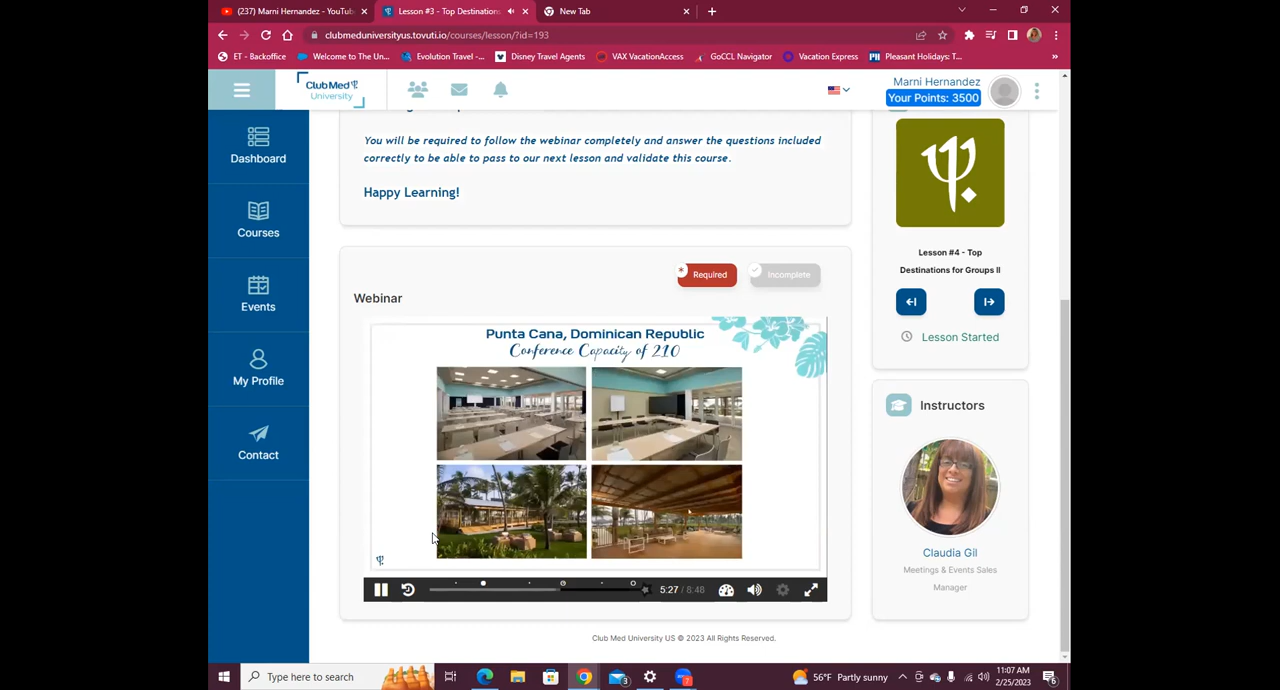 (237) Marni Hernandez - YouTub
Lesson #3 - Top Destination
New Tab
clubmeduniversityus.tovuti.io/courses/lesson/?id=193
ET - Backoffice
Welcome to The Un...
Evolution Travel -...
Disney Travel Agents
VAX VacationAccess
GoCCL Navigator
Vacation Express
Pleasant Holidays: T...
Club Med
University
Marni Hernandez
Your Points: 3500
Dashboard
Courses
Events
My Profile
Contact
You will be required to follow the webinar completely and answer the questions included
correctly to be able to pass to our next lesson and validate this course.
Happy Learning!
Required
Incomplete
Webinar
Punta Cana, Dominican Republic
Conference Capacity of 210
5:27 / 8:48
Lesson #4 - Top
Destinations for Groups II
Lesson Started
Instructors
Claudia Gil
Meetings & Events Sales
Manager
Club Med University US © 2023 All Rights Reserved.
Type here to search
56°F Partly sunny
11:07 AM
2/25/2023